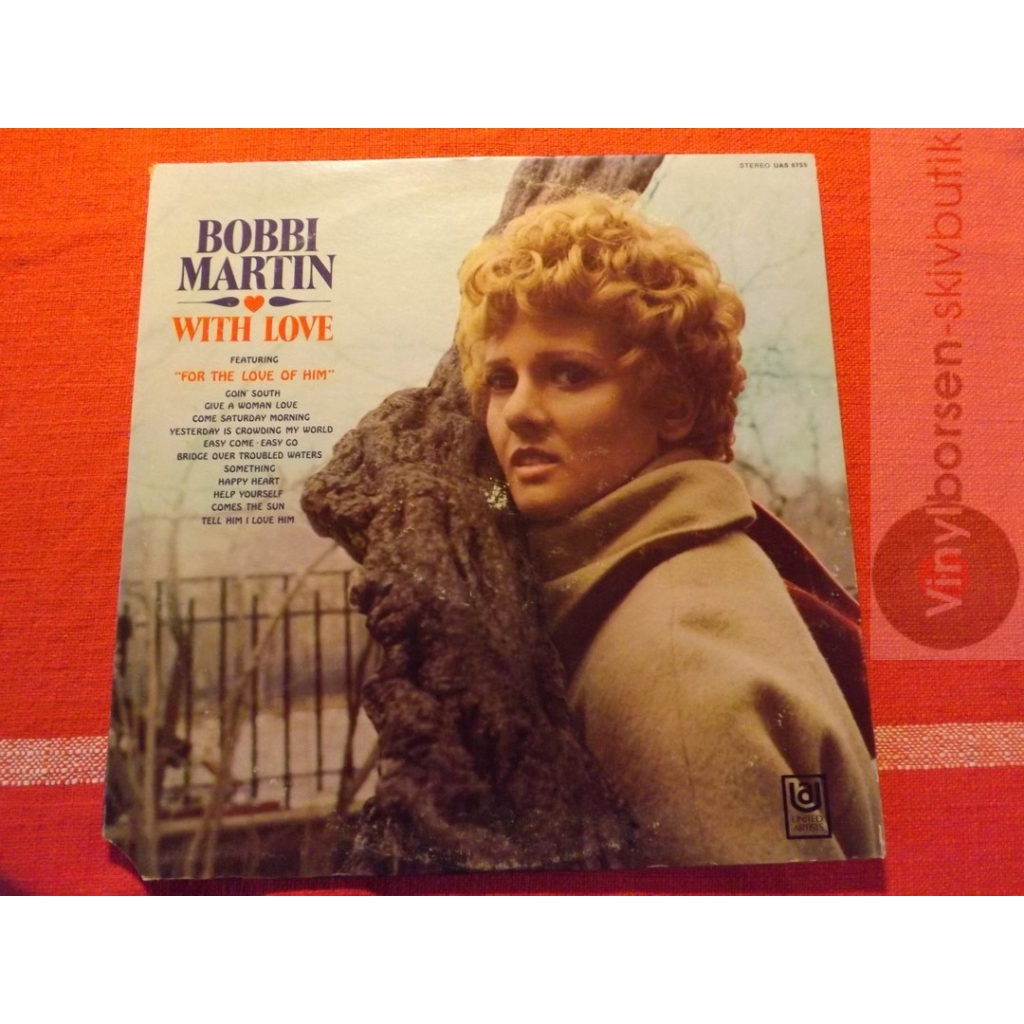 STEREO UAS 6755
BOBBI
MARTIN
WITH LOVE
FEATURING
"FOR THE LOVE OF HIM"
GOIN' SOUTH
GIVE A WOMAN LOVE
COME SATURDAY MORNING
YESTERDAY IS CROWDING MY WORLD
EASY COME · EASY GO
BRIDGE OVER TROUBLED WATERS
SOMETHING
HAPPY HEART
HELP YOURSELF
COMES THE SUN
TELL HIM I LOVE HIM
UA
UNITED
ARTISTS
vinylborsen-skivbutik